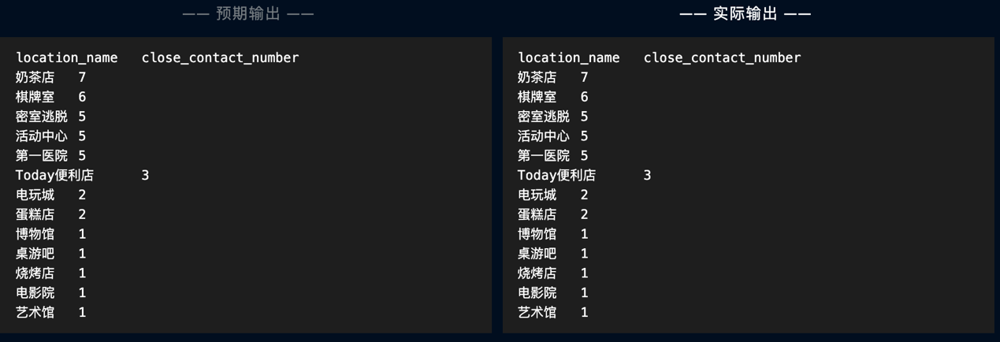 —— 预期输出 ——
location_name   close_contact_number
奶茶店   7
棋牌室   6
密室逃脱 5
活动中心 5
第一医院 5
Today便利店      3
电玩城   2
蛋糕店   2
博物馆   1
桌游吧   1
烧烤店   1
电影院   1
艺术馆   1
—— 实际输出 ——
location_name   close_contact_number
奶茶店   7
棋牌室   6
密室逃脱 5
活动中心 5
第一医院 5
Today便利店      3
电玩城   2
蛋糕店   2
博物馆   1
桌游吧   1
烧烤店   1
电影院   1
艺术馆   1